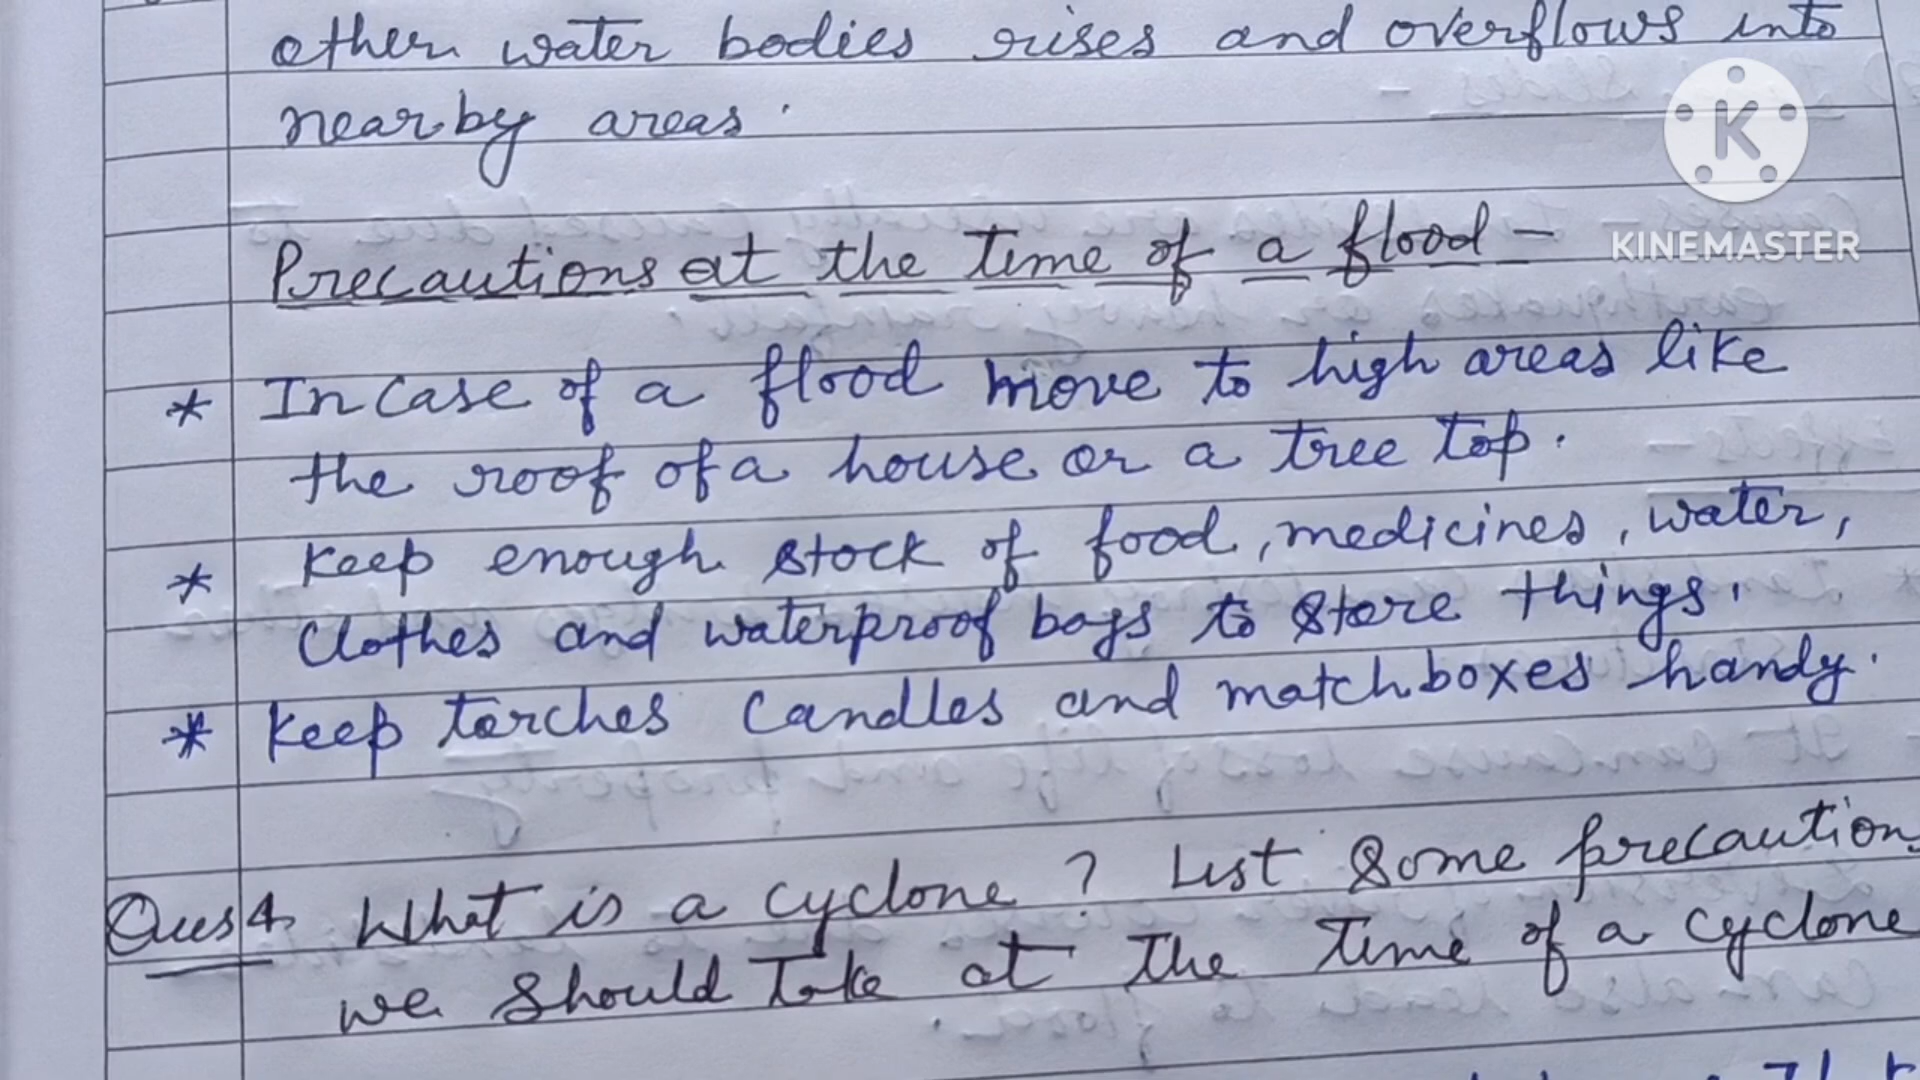 other water bodies rises and overflows into
nearby areas.
Precautions at the time of a flood -
* In case of a flood move to high areas like
the roof of a house or a tree top.
* Keep enough stock of food, medicines, water,
Clothes and waterproof bags to store things.
* Keep torches Candles and matchboxes handy.
Ques 4. What is a cyclone? List Some precautions
we should Take at the time of a cyclone
KINEMASTER